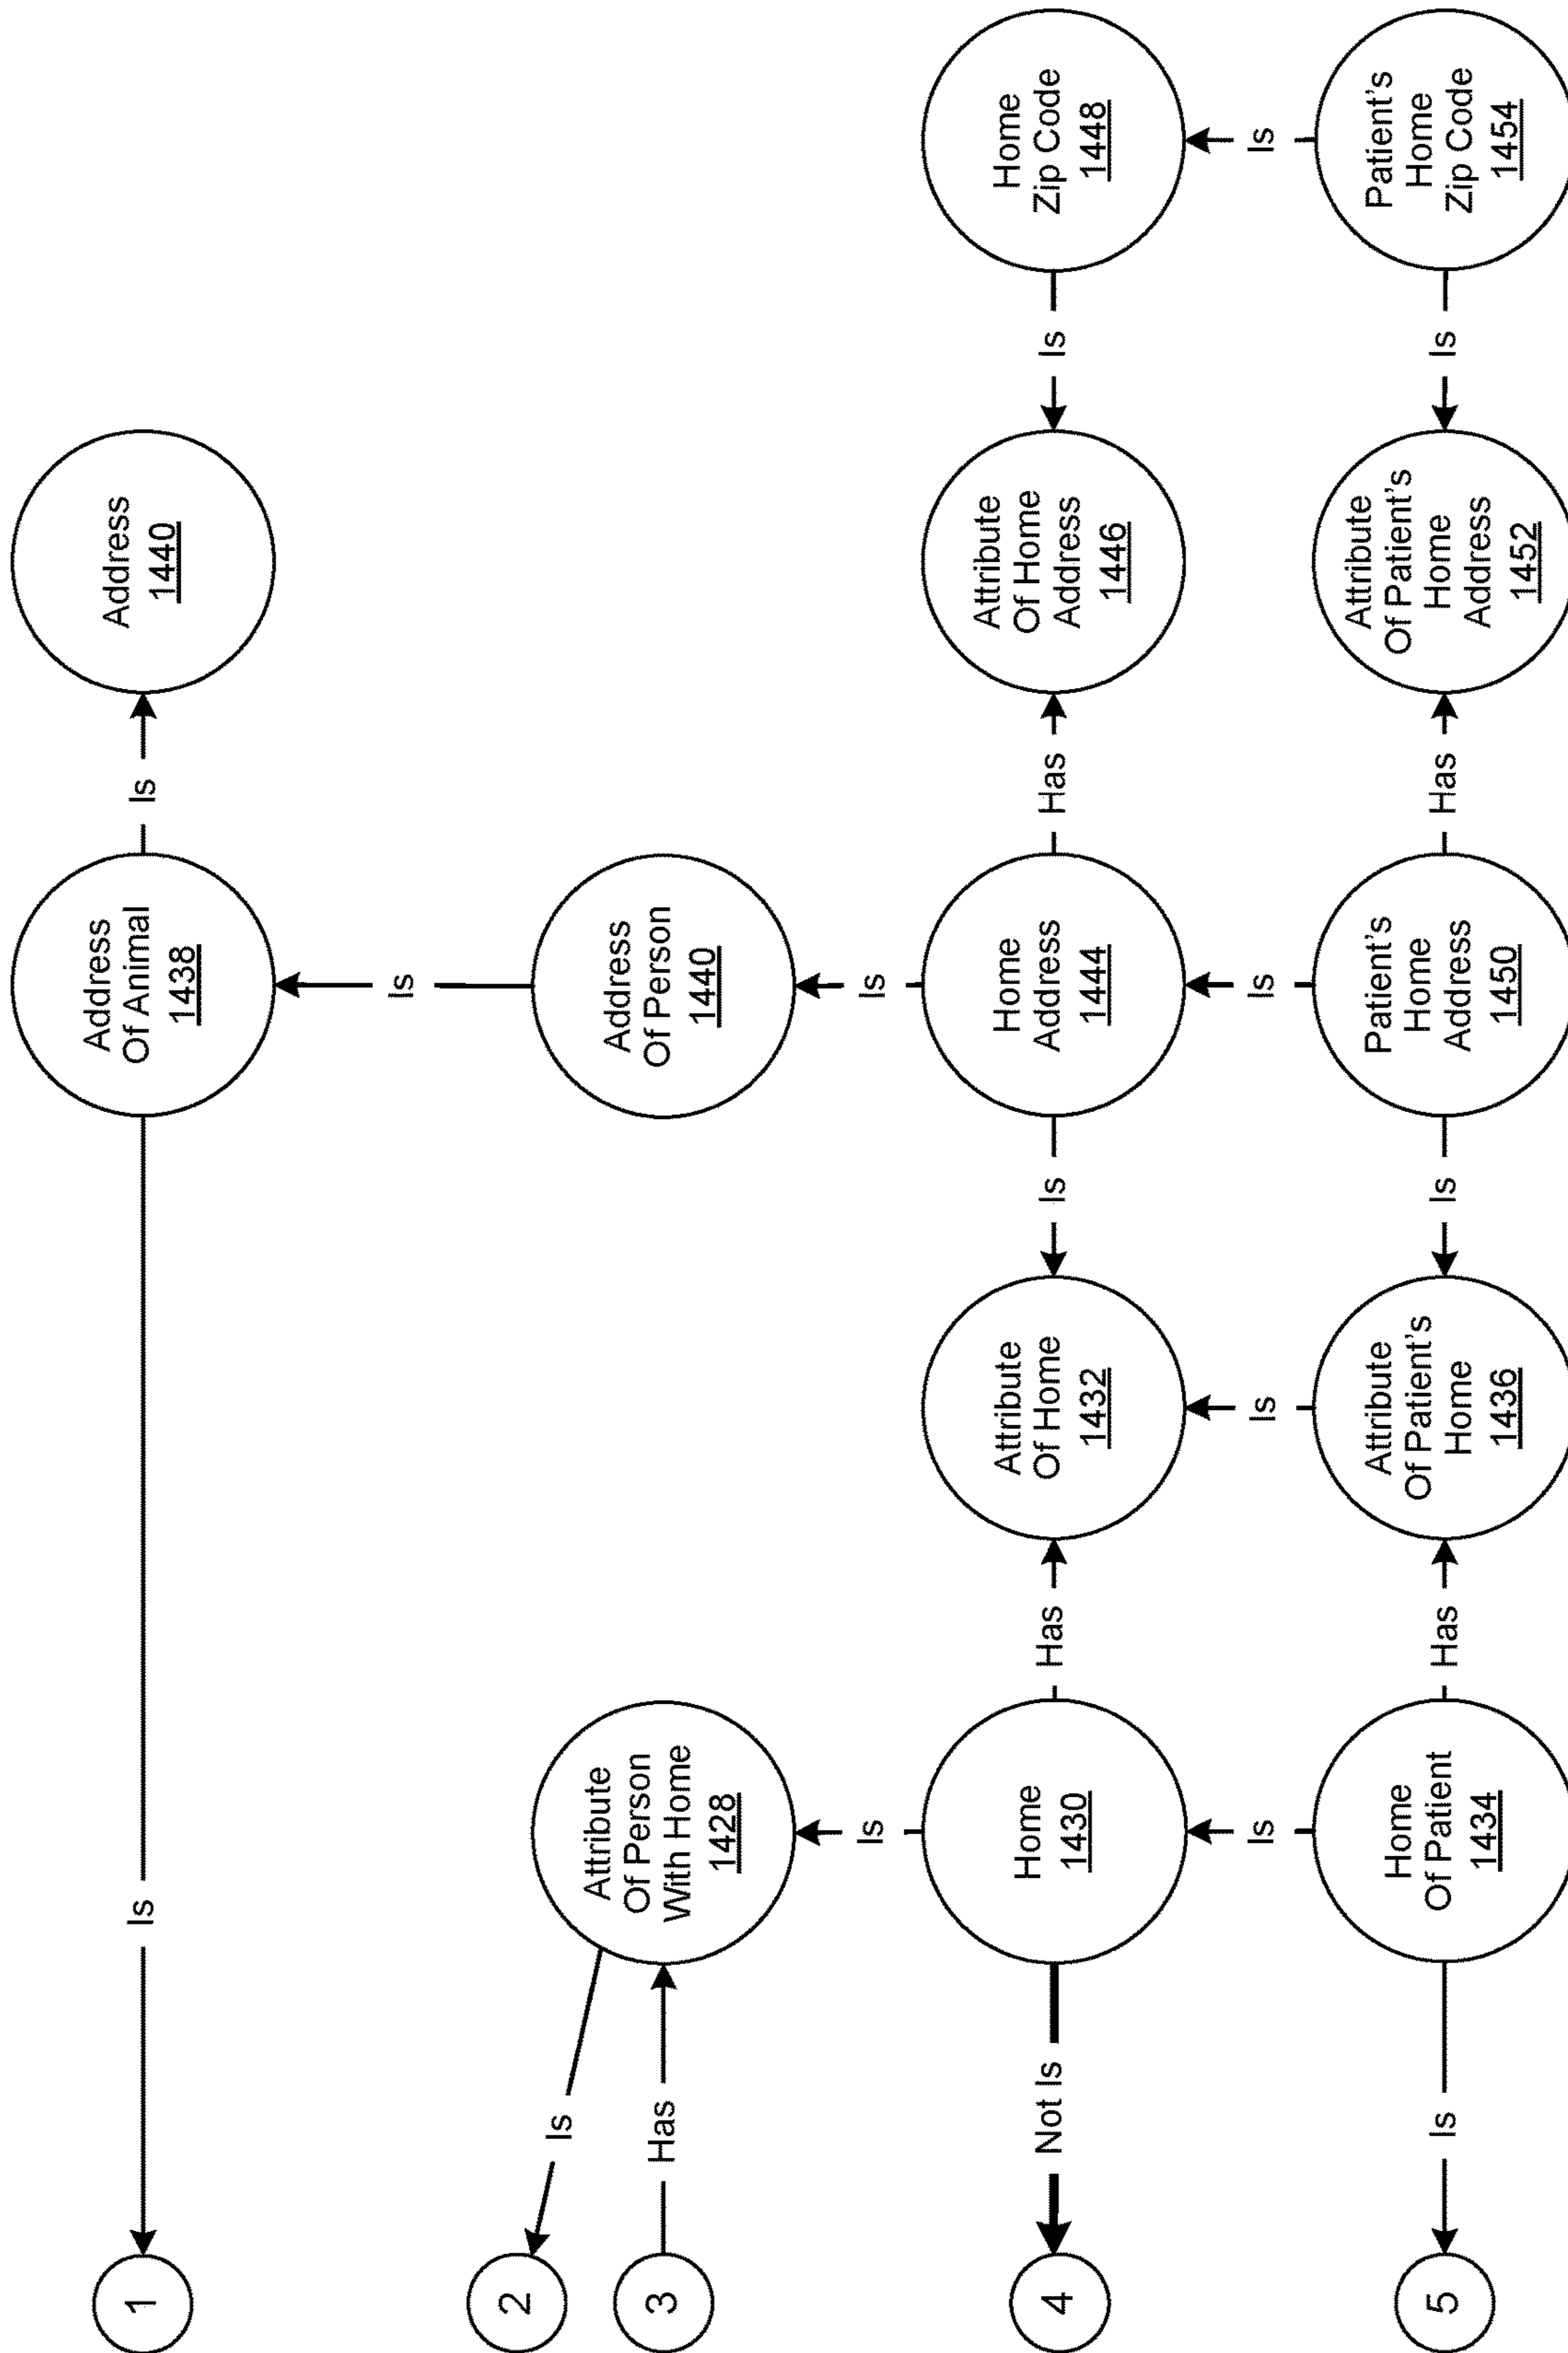 1
Is
Address
Of Animal
1438
Is
Address
1440
Is
2
Is
3
Has
Attribute
Of Person
With Home
1428
Address
Of Person
1440
Is
Is
4
Not Is
Home
1430
Has
Attribute
Of Home
1432
Is
Home
Address
1444
Has
Attribute
Of Home
Address
1446
Is
Home
Zip Code
1448
Is
Is
Is
Is
5
Is
Home
Of Patient
1434
Has
Attribute
Of Patient's
Home
1436
Is
Patient's
Home
Address
1450
Has
Attribute
Of Patient's
Home
Address
1452
Is
Patient's
Home
Zip Code
1454